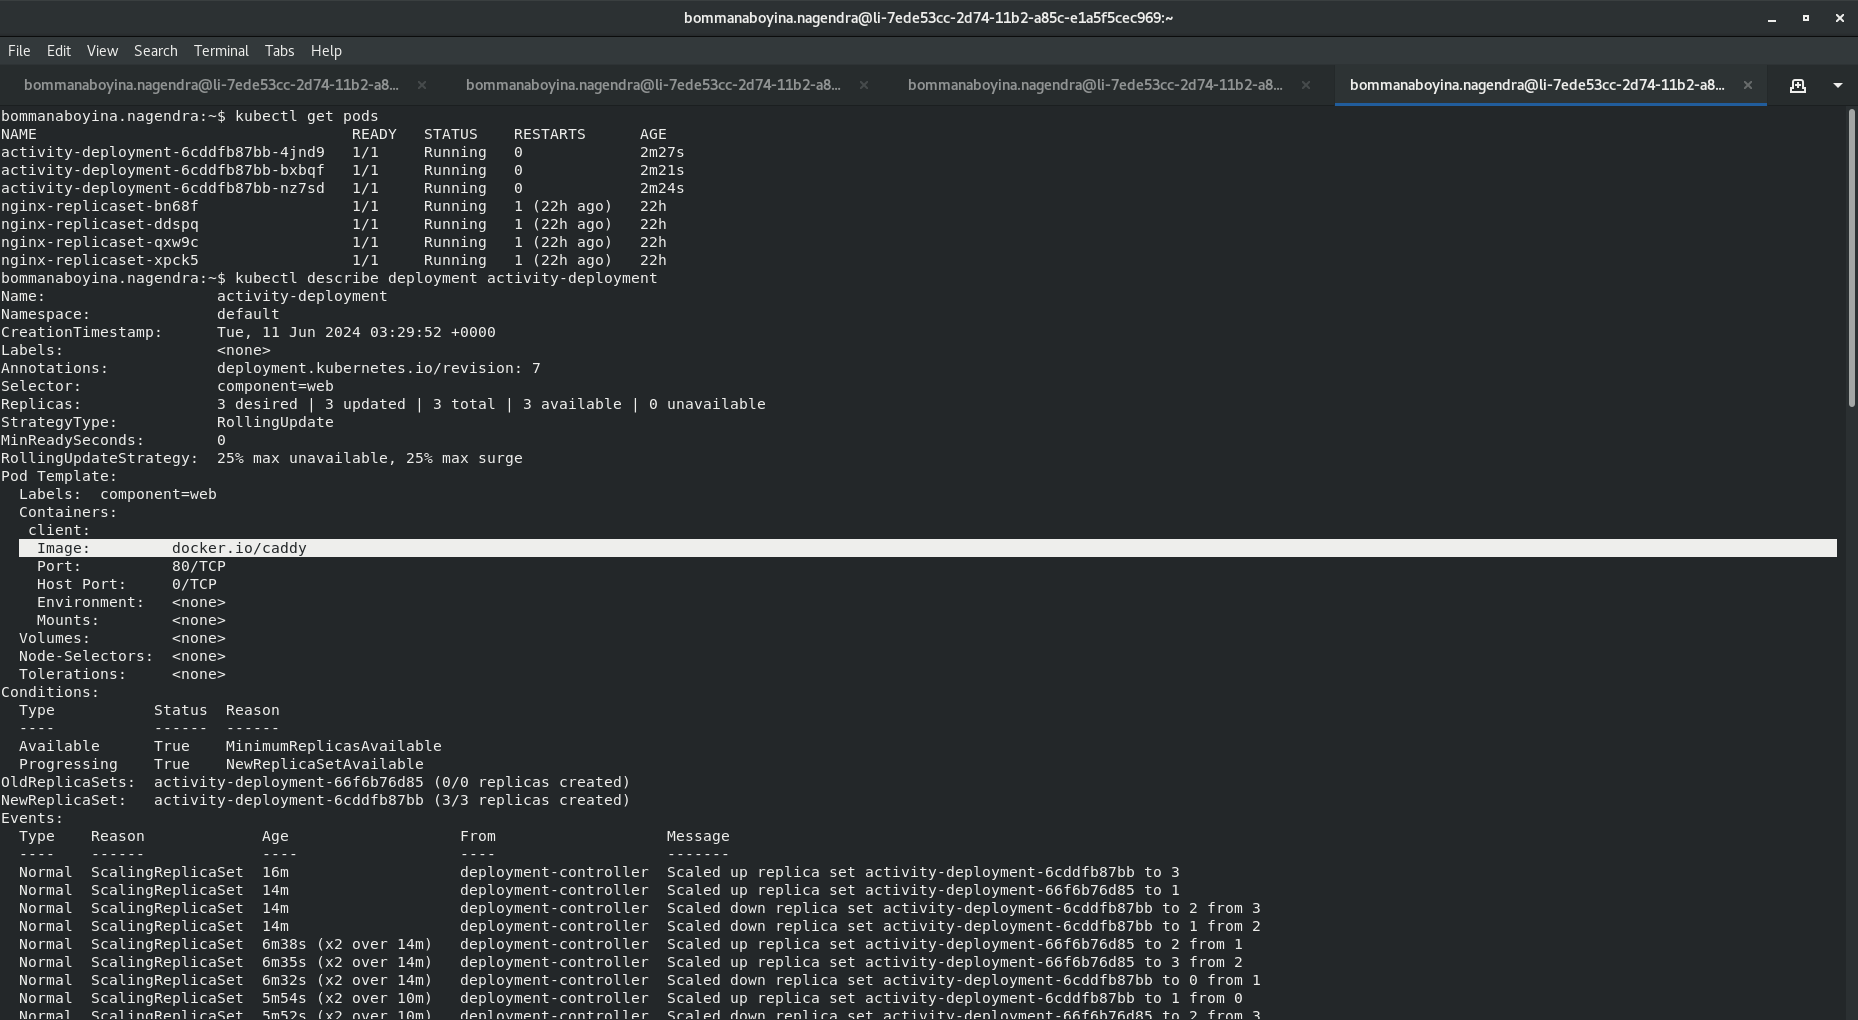 bommanaboyina.nagendra@li-7ede53cc-2d74-11b2-a85c-e1a5f5cec969:~
File Edit View Search Terminal Tabs Help
bommanaboyina.nagendra@li-7ede53cc-2d74-11b2-a8... × bommanaboyina.nagendra@li-7ede53cc-2d74-11b2-a8... × bommanaboyina.nagendra@li-7ede53cc-2d74-11b2-a8... × bommanaboyina.nagendra@li-7ede53cc-2d74-11b2-a8... ×
bommanaboyina.nagendra:~$ kubectl get pods
NAME                                   READY   STATUS    RESTARTS      AGE
activity-deployment-6cddfb87bb-4jnd9   1/1     Running   0             2m27s
activity-deployment-6cddfb87bb-bxbqf   1/1     Running   0             2m21s
activity-deployment-6cddfb87bb-nz7sd   1/1     Running   0             2m24s
nginx-replicaset-bn68f                 1/1     Running   1 (22h ago)   22h
nginx-replicaset-ddspq                 1/1     Running   1 (22h ago)   22h
nginx-replicaset-qxw9c                 1/1     Running   1 (22h ago)   22h
nginx-replicaset-xpck5                 1/1     Running   1 (22h ago)   22h
bommanaboyina.nagendra:~$ kubectl describe deployment activity-deployment
Name:                   activity-deployment
Namespace:              default
CreationTimestamp:      Tue, 11 Jun 2024 03:29:52 +0000
Labels:                 <none>
Annotations:            deployment.kubernetes.io/revision: 7
Selector:               component=web
Replicas:               3 desired | 3 updated | 3 total | 3 available | 0 unavailable
StrategyType:           RollingUpdate
MinReadySeconds:        0
RollingUpdateStrategy:  25% max unavailable, 25% max surge
Pod Template:
  Labels:  component=web
  Containers:
   client:
    Image:         docker.io/caddy
    Port:          80/TCP
    Host Port:     0/TCP
    Environment:   <none>
    Mounts:        <none>
  Volumes:         <none>
  Node-Selectors:  <none>
  Tolerations:     <none>
Conditions:
  Type           Status  Reason
  ----           ------  ------
  Available      True    MinimumReplicasAvailable
  Progressing    True    NewReplicaSetAvailable
OldReplicaSets:  activity-deployment-66f6b76d85 (0/0 replicas created)
NewReplicaSet:   activity-deployment-6cddfb87bb (3/3 replicas created)
Events:
  Type    Reason             Age                   From                   Message
  ----    ------             ----                  ----                   -------
  Normal  ScalingReplicaSet  16m                   deployment-controller  Scaled up replica set activity-deployment-6cddfb87bb to 3
  Normal  ScalingReplicaSet  14m                   deployment-controller  Scaled up replica set activity-deployment-66f6b76d85 to 1
  Normal  ScalingReplicaSet  14m                   deployment-controller  Scaled down replica set activity-deployment-6cddfb87bb to 2 from 3
  Normal  ScalingReplicaSet  14m                   deployment-controller  Scaled down replica set activity-deployment-6cddfb87bb to 1 from 2
  Normal  ScalingReplicaSet  6m38s (x2 over 14m)   deployment-controller  Scaled up replica set activity-deployment-66f6b76d85 to 2 from 1
  Normal  ScalingReplicaSet  6m35s (x2 over 14m)   deployment-controller  Scaled up replica set activity-deployment-66f6b76d85 to 3 from 2
  Normal  ScalingReplicaSet  6m32s (x2 over 14m)   deployment-controller  Scaled down replica set activity-deployment-6cddfb87bb to 0 from 1
  Normal  ScalingReplicaSet  5m54s (x2 over 10m)   deployment-controller  Scaled up replica set activity-deployment-6cddfb87bb to 1 from 0
  Normal  ScalingReplicaSet  5m52s (x2 over 10m)   deployment-controller  Scaled down replica set activity-deployment-66f6b76d85 to 2 from 3